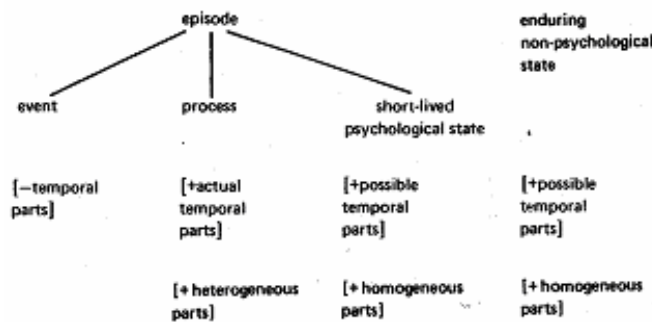 episode
enduring
non-psychological
state
event
process
short-lived
psychological state
[−temporal
parts]
[+actual
temporal
parts]
[+possible
temporal
parts]
[+possible
temporal
parts]
[+ heterogeneous
parts]
[+ homogeneous
parts]
[+ homogeneous
parts]